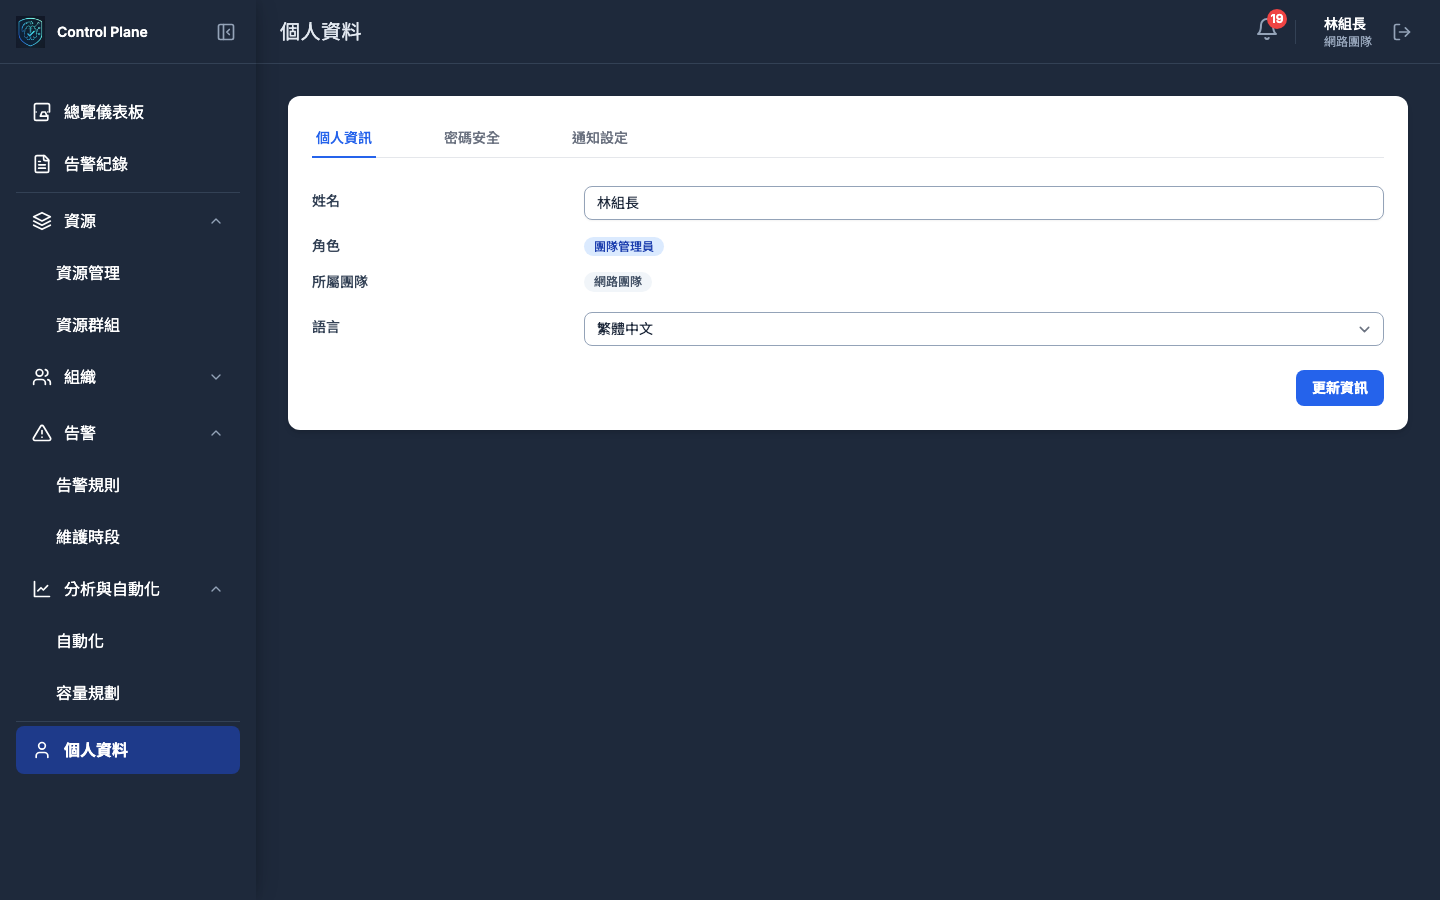 Control Plane
個人資料
19
林組長
網路團隊
總覽儀表板
告警紀錄
資源
資源管理
資源群組
組織
告警
告警規則
維護時段
分析與自動化
自動化
容量規劃
個人資料
個人資訊
密碼安全
通知設定
姓名
林組長
角色
團隊管理員
所屬團隊
網路團隊
語言
繁體中文
更新資訊